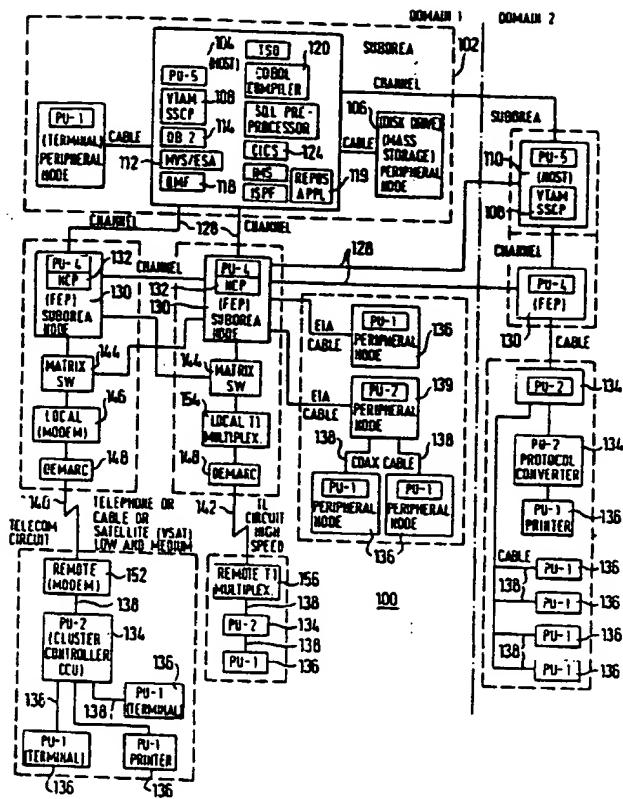 DOMAIN 1
DOMAIN 2
104
(HOST)
TSO
120
COBOL
COMPILER
SUBOREA
102
CHANNEL
PU-5
VTAM
SSCP
108
SQL PRE-
PROCESSOR
106
(DISK DRIVE)
(MASS
STORAGE)
PERIPHERAL
NODE
PU-1
(TERMINAL)
PERIPHERAL
NODE
CABLE
DB 2
114
CICS
124
CABLE
112
MVS/ESA
IMS
REPOS
APPL
119
QMF
118
ISPF
SUBOREA
110
PU-5
(HOST)
VTAM
SSCP
108
CHANNEL
128
CHANNEL
128
CHANNEL
PU-4
NCP
132
(FEP)
130
SUBOREA
NODE
CHANNEL
PU-4
NCP
132
(FEP)
130
SUBOREA
NODE
PU-4
(FEP)
130
CABLE
EIA
CABLE
PU-1
PERIPHERAL
NODE
136
MATRIX
SW
144
MATRIX
SW
144
EIA
CABLE
PU-2
PERIPHERAL
NODE
139
PU-2
134
LOCAL
(MODEM)
146
154
LOCAL T1
MULTIPLEX.
138
COAX CABLE
138
PU-2
PROTOCOL
CONVERTER
134
DEMARC
148
148
DEMARC
PU-1
PERIPHERAL
NODE
PU-1
PERIPHERAL
NODE
136
PU-1
PRINTER
136
140
TELECOM
CIRCUIT
TELEPHONE OR
CABLE OR
SATELLITE (VSAT)
LOW AND MEDIUM
142
T1
CIRCUIT
HIGH
SPEED
CABLE
138
PU-1
136
PU-1
136
REMOTE
(MODEM)
152
REMOTE T1
MULTIPLEX.
156
100
138
PU-1
136
PU-1
136
138
PU-2
(CLUSTER
CONTROLLER
CCU)
134
138
PU-2
134
138
PU-1
136
136
136
138
PU-1
(TERMINAL)
PU-1
(TERMINAL)
PU-1
PRINTER
136
136